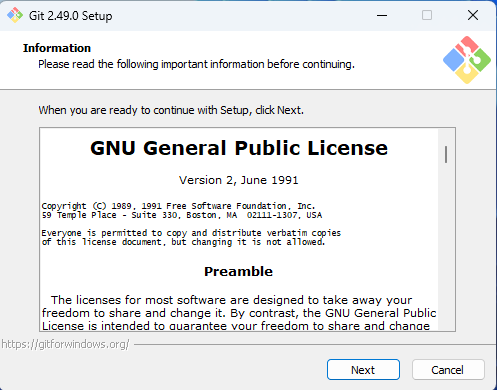 Git 2.49.0 Setup
Information
Please read the following important information before continuing.
When you are ready to continue with Setup, click Next.
GNU General Public License
Version 2, June 1991
Copyright (C) 1989, 1991 Free Software Foundation, Inc.
59 Temple Place - Suite 330, Boston, MA  02111-1307, USA
Everyone is permitted to copy and distribute verbatim copies
of this license document, but changing it is not allowed.
Preamble
The licenses for most software are designed to take away your
freedom to share and change it. By contrast, the GNU General Public
License is intended to guarantee your freedom to share and change
https://gitforwindows.org/
Next
Cancel